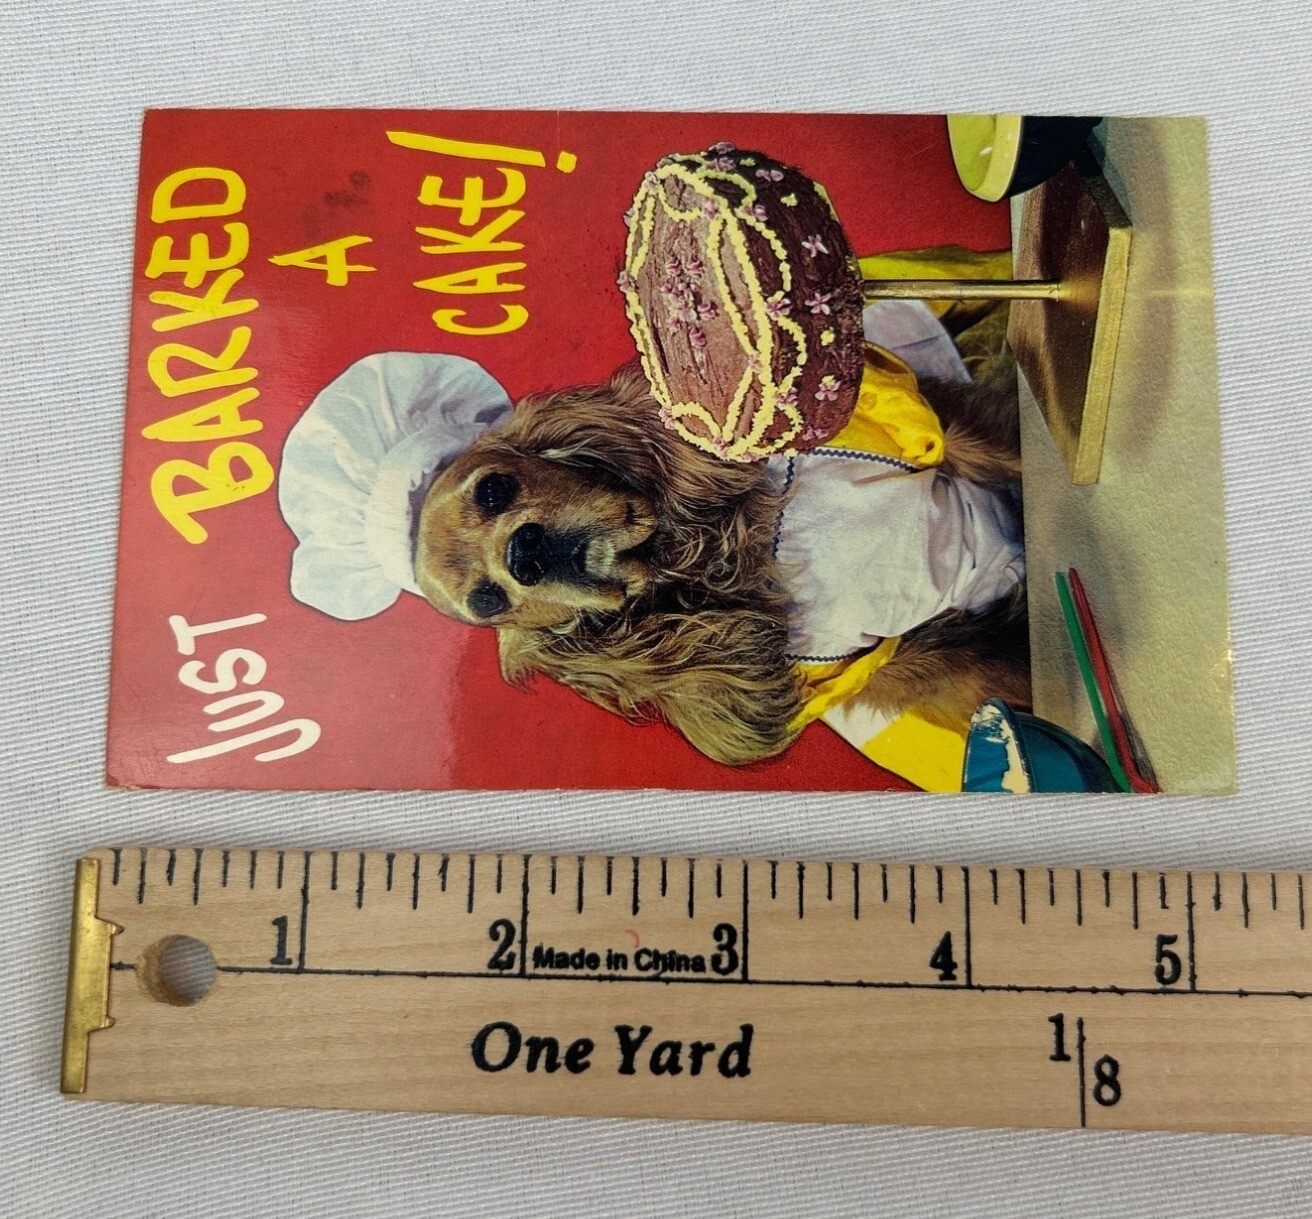 JUST BARKED
A
CAKE!
1 2 3 4 5
Made in China
One Yard
1/8